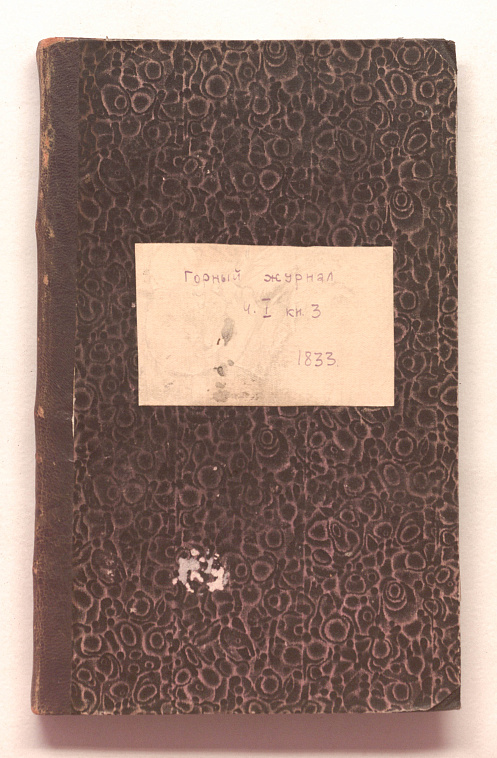 Горный журнал
ч. I кн. 3
1833